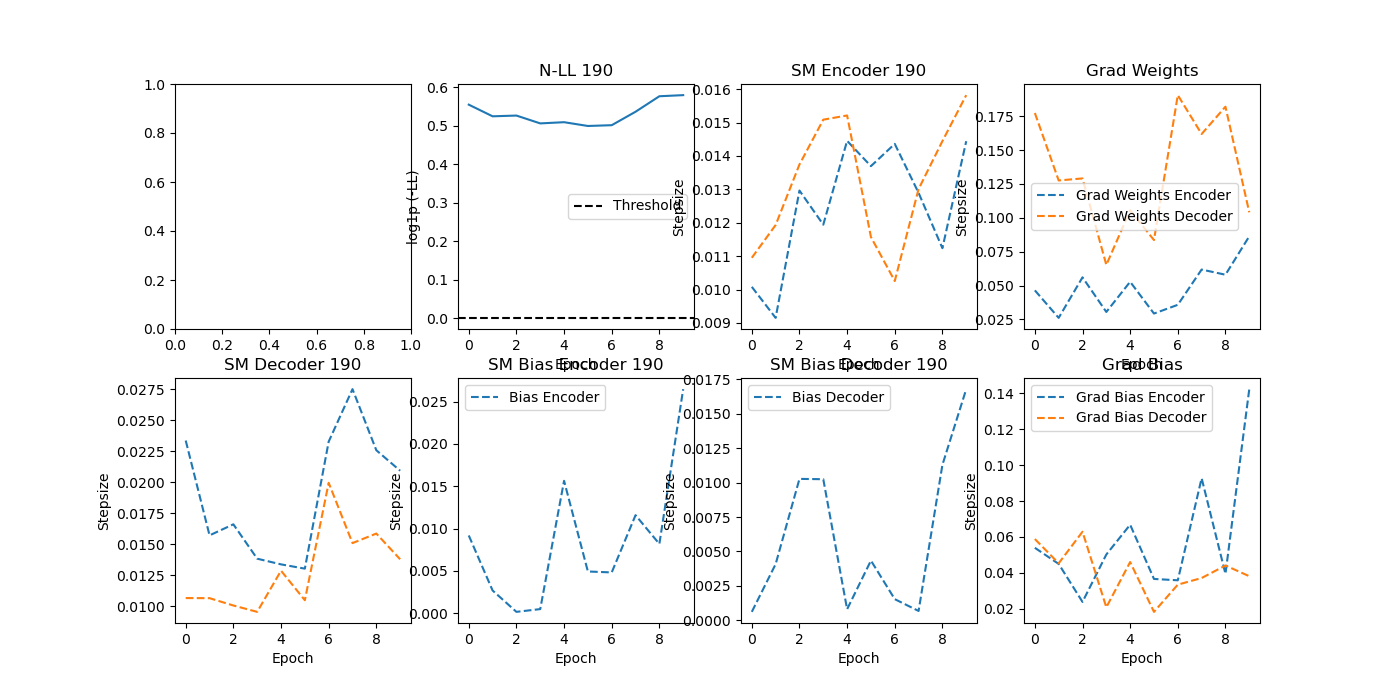 N-LL 190
SM Encoder 190
Grad Weights
1.0
0.8
0.6
0.4
0.2
0.0
0.0 0.2 0.4 0.6 0.8 1.0
log1p (-LL)
0.6
0.5
0.4
0.3
0.2
0.1
0.0
Threshold
0 2 4 6 8
Epoch
Stepsize
0.016
0.015
0.014
0.013
0.012
0.011
0.010
0.009
0 2 4 6 8
Epoch
Stepsize
0.175
0.150
0.125
0.100
0.075
0.050
0.025
Grad Weights Encoder
Grad Weights Decoder
0 2 4 6 8
Epoch
SM Decoder 190
SM Bias Encoder 190
SM Bias Decoder 190
Grad Bias
Stepsize
0.0275
0.0250
0.0225
0.0200
0.0175
0.0150
0.0125
0.0100
0 2 4 6 8
Epoch
Stepsize
0.025
0.020
0.015
0.010
0.005
0.000
Bias Encoder
0 2 4 6 8
Epoch
Stepsize
0.0175
0.0150
0.0125
0.0100
0.0075
0.0050
0.0025
0.0000
Bias Decoder
0 2 4 6 8
Epoch
Stepsize
0.14
0.12
0.10
0.08
0.06
0.04
0.02
Grad Bias Encoder
Grad Bias Decoder
0 2 4 6 8
Epoch